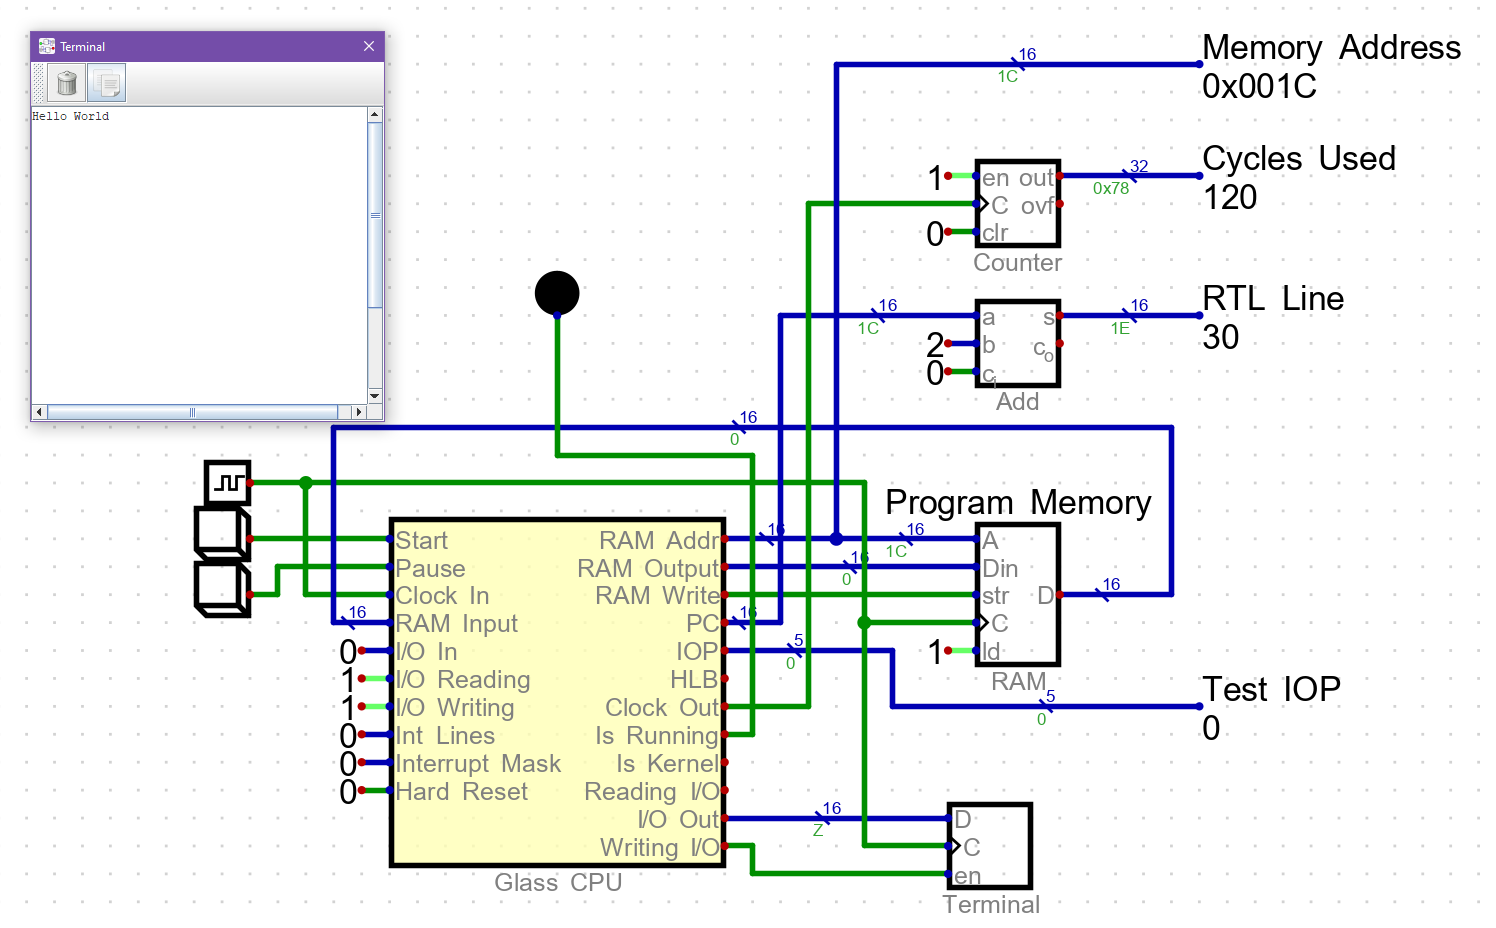 Terminal
Hello World
16
1C
Memory Address
0x001C
1
en out
32
0x78
Cycles Used
120
C ovf
0
clr
Counter
16
1C
a s
16
1E
RTL Line
30
2
b co
0
ci
Add
16
0
Program Memory
Start
Pause
Clock In
16
RAM Input
0
I/O In
1
I/O Reading
1
I/O Writing
0
Int Lines
0
Interrupt Mask
0
Hard Reset
RAM Addr
16
16
1C
RAM Output
16
0
RAM Write
PC
16
IOP
5
0
HLB
Clock Out
Is Running
Is Kernel
Reading I/O
I/O Out
16
Z
Writing I/O
Glass CPU
A
Din
str D
16
C
1
ld
RAM
5
0
Test IOP
0
D
C
en
Terminal